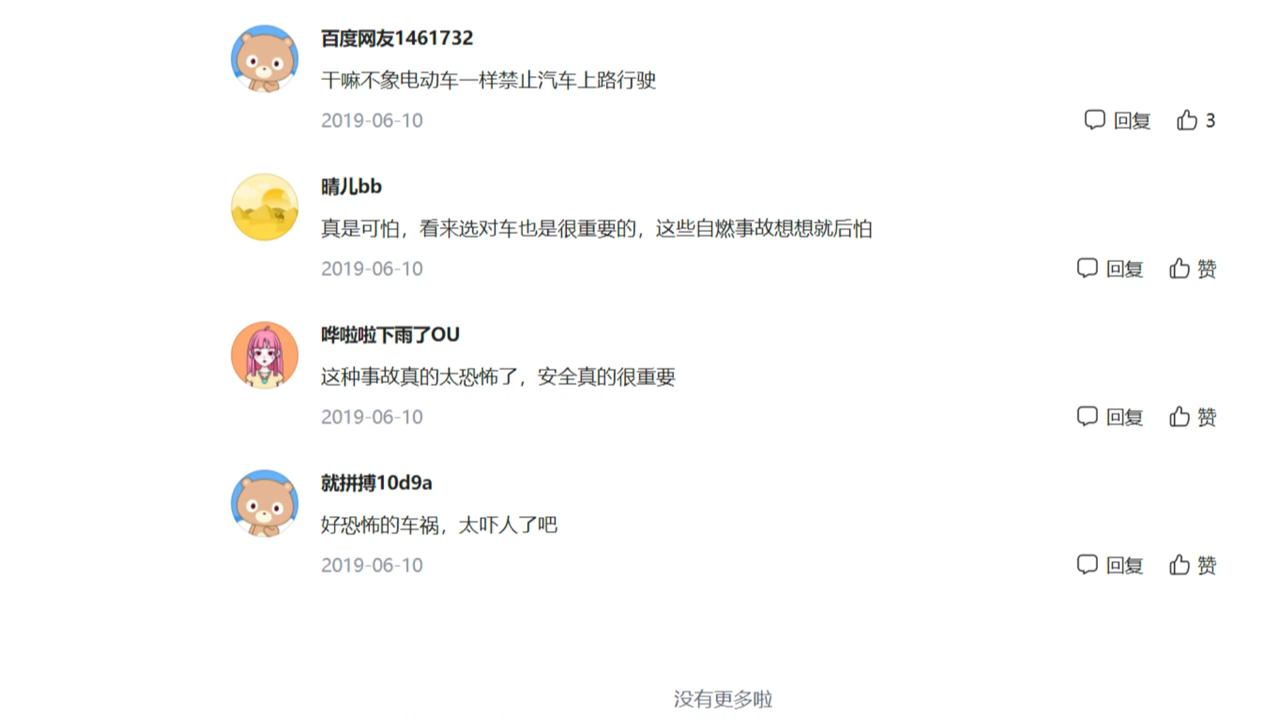 百度网友1461732
干嘛不象电动车一样禁止汽车上路行驶
2019-06-10 回复 3
晴儿bb
真是可怕，看来选对车也是很重要的，这些自燃事故想想就后怕
2019-06-10 回复 赞
哗啦啦下雨了OU
这种事故真的太恐怖了，安全真的很重要
2019-06-10 回复 赞
就拼搏10d9a
好恐怖的车祸，太吓人了吧
2019-06-10 回复 赞
没有更多啦